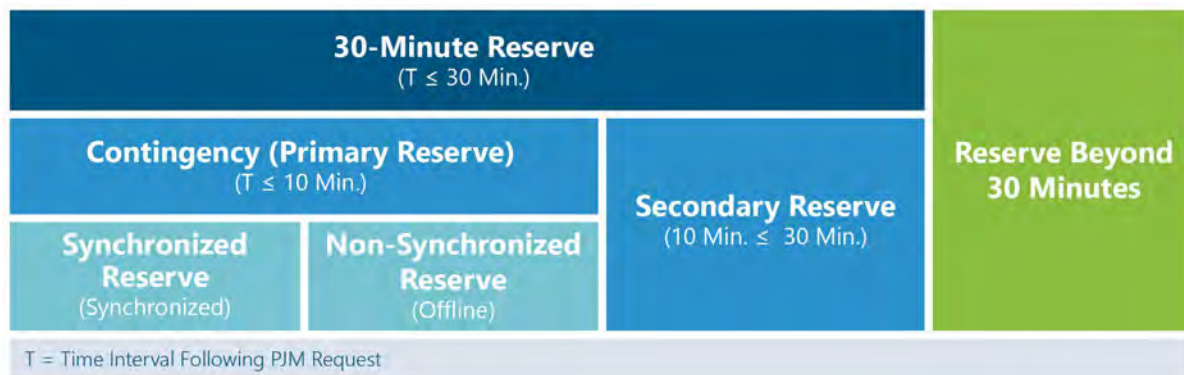 30-Minute Reserve
(T ≤ 30 Min.)
Contingency (Primary Reserve)
(T ≤ 10 Min.)
Synchronized
Reserve
(Synchronized)
Non-Synchronized
Reserve
(Offline)
Secondary Reserve
(10 Min. ≤ 30 Min.)
Reserve Beyond
30 Minutes
T = Time Interval Following PJM Request